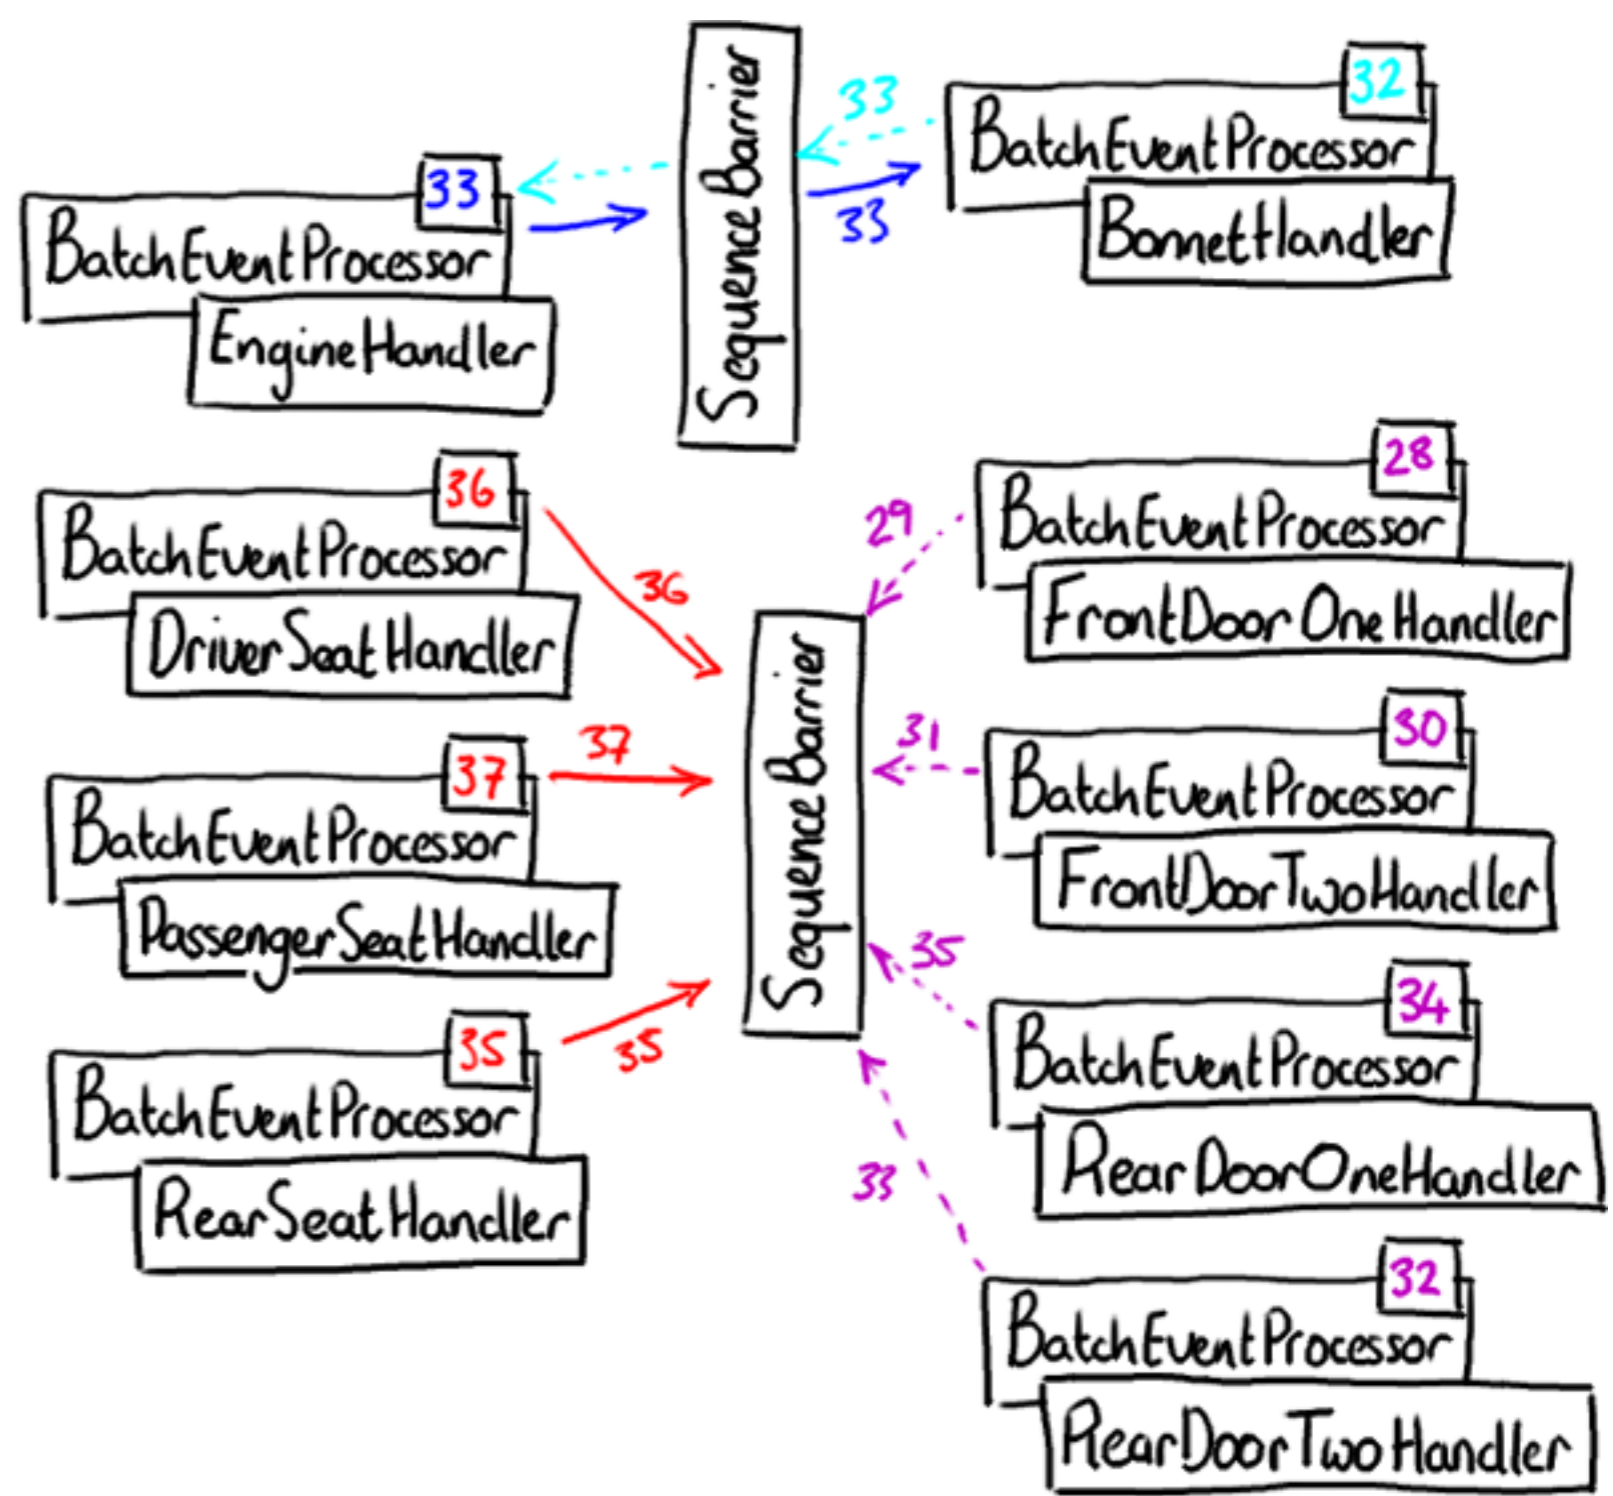 33
BatchEventProcessor
EngineHandler
Sequence Barrier
33
33
32
BatchEventProcessor
BonnetHandler
36
BatchEventProcessor
DriverSeatHandler
36
37
BatchEventProcessor
PassengerSeatHandler
37
35
BatchEventProcessor
RearSeatHandler
35
Sequence Barrier
29
28
BatchEventProcessor
FrontDoorOneHandler
31
30
BatchEventProcessor
FrontDoorTwoHandler
35
34
BatchEventProcessor
RearDoorOneHandler
33
32
BatchEventProcessor
RearDoorTwoHandler